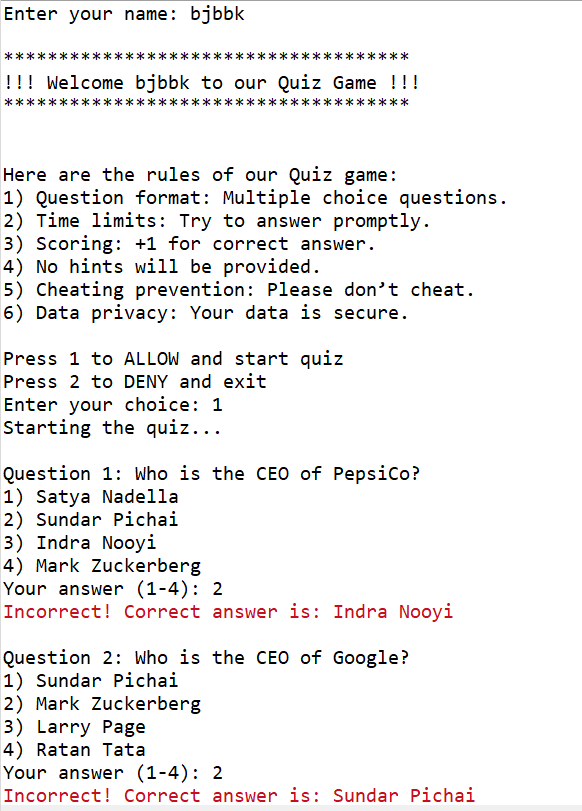 Enter your name: bjbbk
*************************************
!!! Welcome bjbbk to our Quiz Game !!!
*************************************
Here are the rules of our Quiz game:
1) Question format: Multiple choice questions.
2) Time limits: Try to answer promptly.
3) Scoring: +1 for correct answer.
4) No hints will be provided.
5) Cheating prevention: Please don’t cheat.
6) Data privacy: Your data is secure.
Press 1 to ALLOW and start quiz
Press 2 to DENY and exit
Enter your choice: 1
Starting the quiz...
Question 1: Who is the CEO of PepsiCo?
1) Satya Nadella
2) Sundar Pichai
3) Indra Nooyi
4) Mark Zuckerberg
Your answer (1-4): 2
Incorrect! Correct answer is: Indra Nooyi
Question 2: Who is the CEO of Google?
1) Sundar Pichai
2) Mark Zuckerberg
3) Larry Page
4) Ratan Tata
Your answer (1-4): 2
Incorrect! Correct answer is: Sundar Pichai